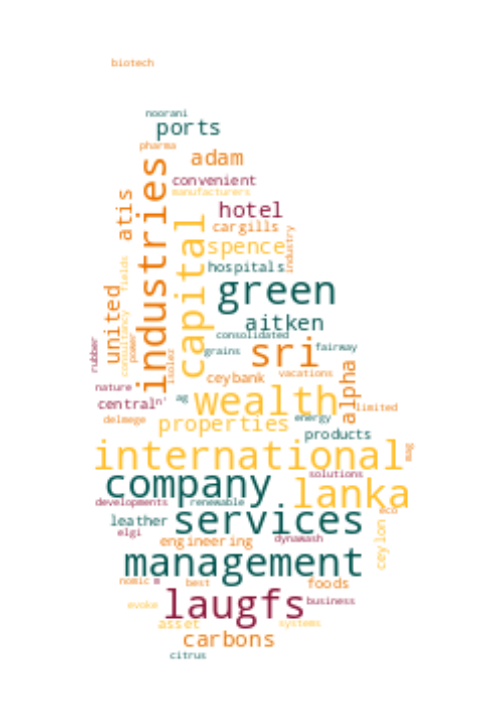 biotech
noorani
ports
pharma
adam
convenient
manufacturers
industries
atis
capital
hotel
cargills
industry
spence
hospitals
fields
green
united
aitken
consultancy
power
consolidated
rubber
grains
sri
fairway
isolez
vacations
ceybank
alpha
nature
ag
wealth
central
n'
limited
delmege
properties
energy
products
international
mag
solutions
company
lanka
developments
renewable
eco
leather
services
ceylon
elgi
engineering
dynawash
management
nomic
m
best
foods
laugfs
business
evoke
asset
systems
carbons
citrus